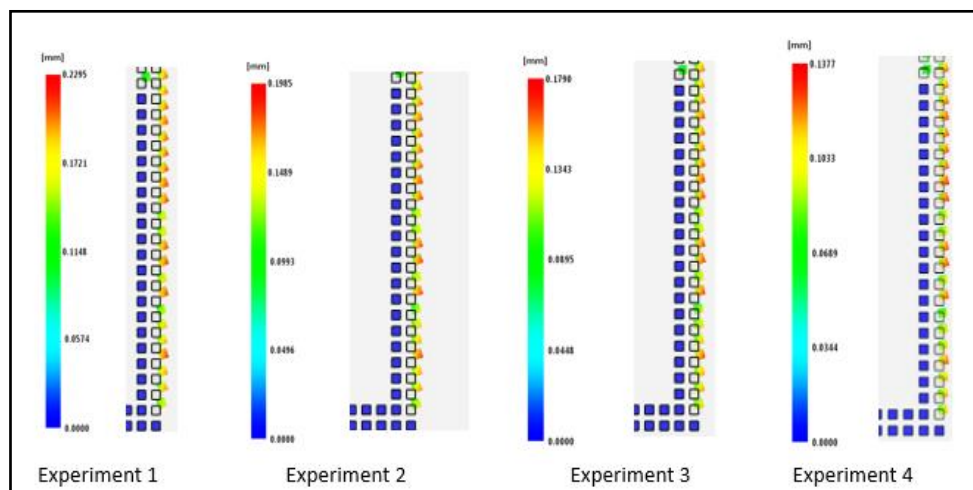 [mm]
0.2295
0.1721
0.1148
0.0574
0.0000
Experiment 1
[mm]
0.1985
0.1489
0.0993
0.0496
0.0000
Experiment 2
[mm]
0.1790
0.1343
0.0895
0.0448
0.0000
Experiment 3
[mm]
0.1377
0.1033
0.0689
0.0344
0.0000
Experiment 4